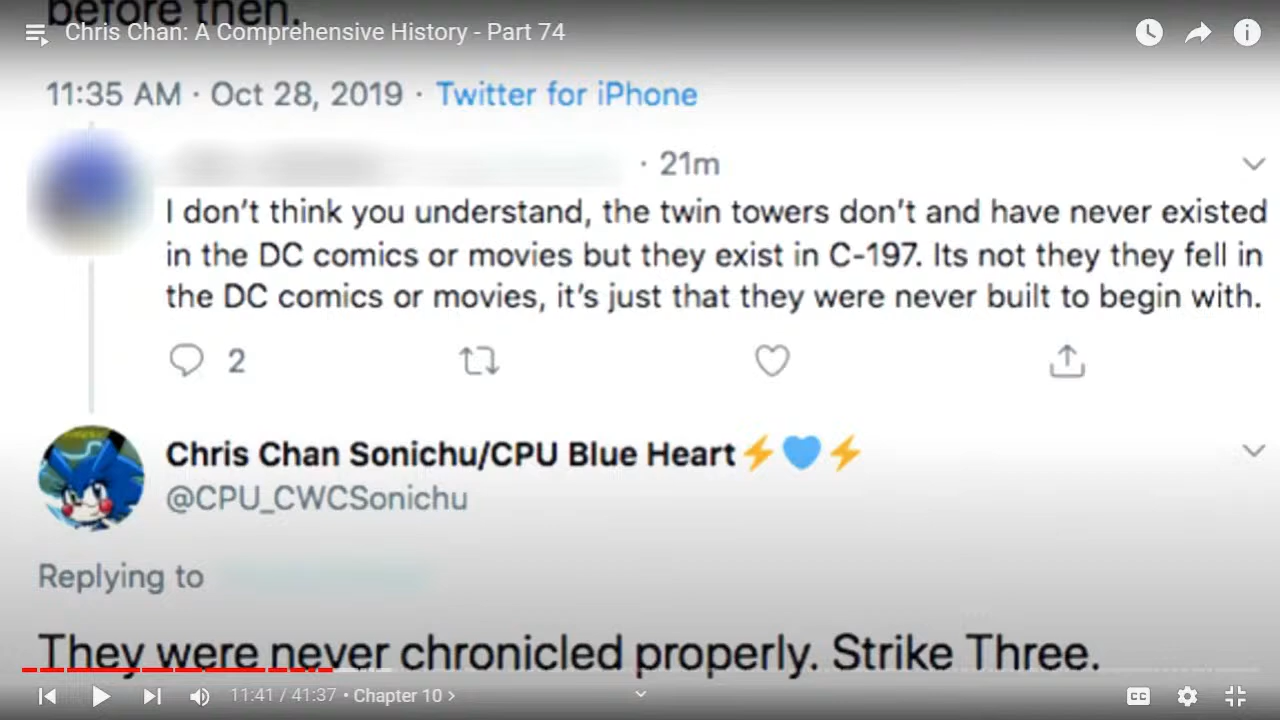 before then.
Chris Chan: A Comprehensive History - Part 74
11:35 AM · Oct 28, 2019 · Twitter for iPhone
· 21m
I don't think you understand, the twin towers don't and have never existed
in the DC comics or movies but they exist in C-197. Its not they they fell in
the DC comics or movies, it's just that they were never built to begin with.
2
Chris Chan Sonichu/CPU Blue Heart⚡💙⚡
@CPU_CWCSonichu
Replying to
They were never chronicled properly. Strike Three.
11:41 / 41:37 • Chapter 10 >
CC